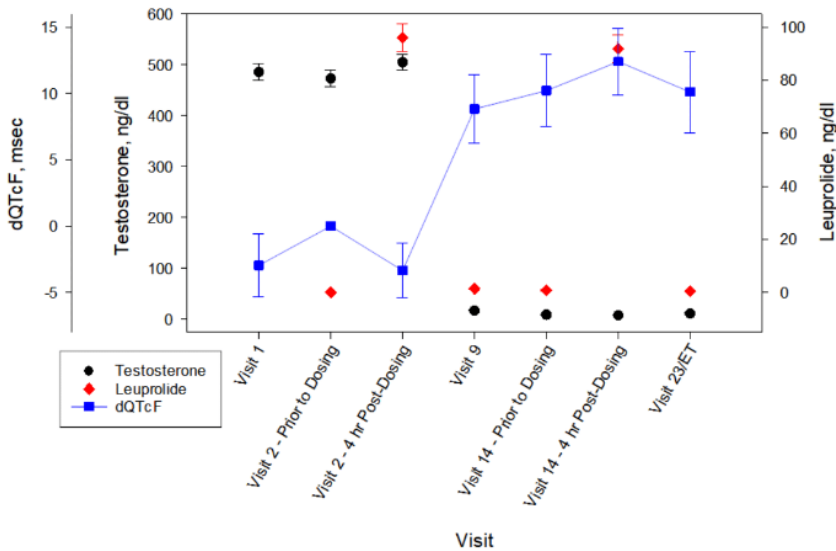 dQTcF, msec
15
10
5
0
-5
Testosterone, ng/dl
600
500
400
300
200
100
0
Leuprolide, ng/dl
100
80
60
40
20
0
Visit 1
Visit 2 - Prior to Dosing
Visit 2 - 4 hr Post-Dosing
Visit 9
Visit 14 - Prior to Dosing
Visit 14 - 4 hr Post-Dosing
Visit 23/ET
Testosterone
Leuprolide
dQTcF
Visit